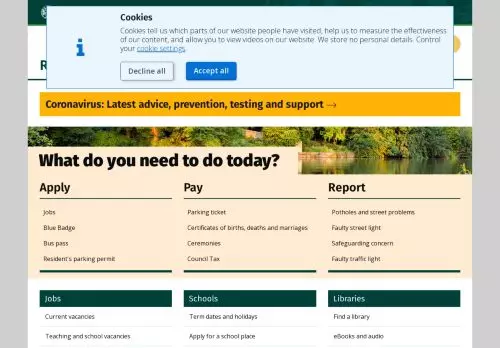 Cookies
Cookies tell us which parts of our website people have visited, help us to measure the effectiveness
of our content, and allow you to view videos on our website. We store no personal details. Control
your cookie settings.
Decline all
Accept all
R
Coronavirus: Latest advice, prevention, testing and support →
What do you need to do today?
Apply
Pay
Report
Jobs
Parking ticket
Potholes and street problems
Blue Badge
Certificates of births, deaths and marriages
Faulty street light
Bus pass
Ceremonies
Safeguarding concern
Resident's parking permit
Council Tax
Faulty traffic light
Jobs
Schools
Libraries
Current vacancies
Term dates and holidays
Find a library
Teaching and school vacancies
Apply for a school place
eBooks and audio